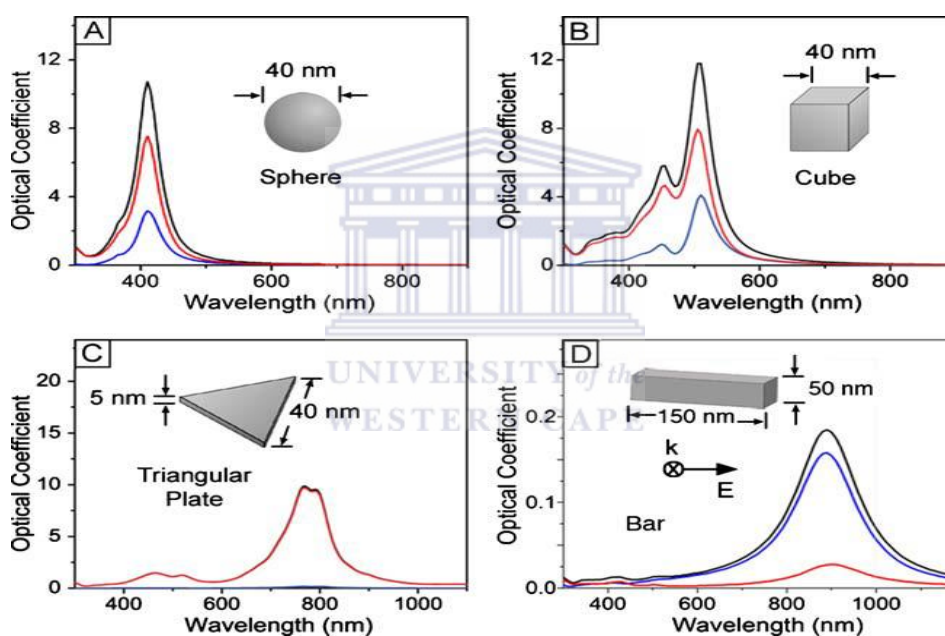 A
Optical Coefficient
12
8
4
0
40 nm
Sphere
400 600 800
Wavelength (nm)
B
Optical Coefficient
12
8
4
0
40 nm
Cube
400 600 800
Wavelength (nm)
C
Optical Coefficient
20
15
10
5
0
5 nm
40 nm
Triangular
Plate
400 600 800 1000
Wavelength (nm)
D
Optical Coefficient
0.2
0.1
0.0
50 nm
150 nm
k
E
Bar
400 600 800 1000
Wavelength (nm)
UNIVERSITY of the
WESTERN CAPE